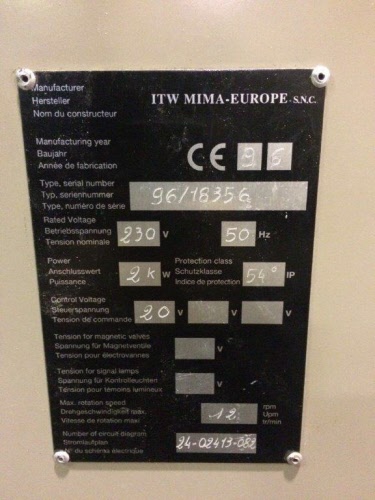 Manufacturer
Hersteller ITW MIMA-EUROPE S.N.C.
Nom du constructeur
Manufacturing year
Baujahr CE 9 6
Année de fabrication
Type, serial number
Typ, seriennummer 96/18356
Type, numéro de série
Rated Voltage
Betriebsspannung 230 V 50 Hz
Tension nominale
Power Protection class
Anschlusswert 2 k W Schutzklasse 54° IP
Puissance Indice de protection
Control Voltage
Steuerspannung 20 V V V
Tension de commande
Tension for magnetic valves
Spannung für Magnetventile V
Tension pour électrovannes
Tension for signal lamps
Spannung für Kontrolleuchten V
Tension pour témoins lumineux
Max. rotation speed rpm
Drehgeschwindigkeit max. 12 Upm
Vitesse de rotation maxi tr/min
Number of circuit-diagram
Stromlaufplan 24-02413-
N° du schéma électrique